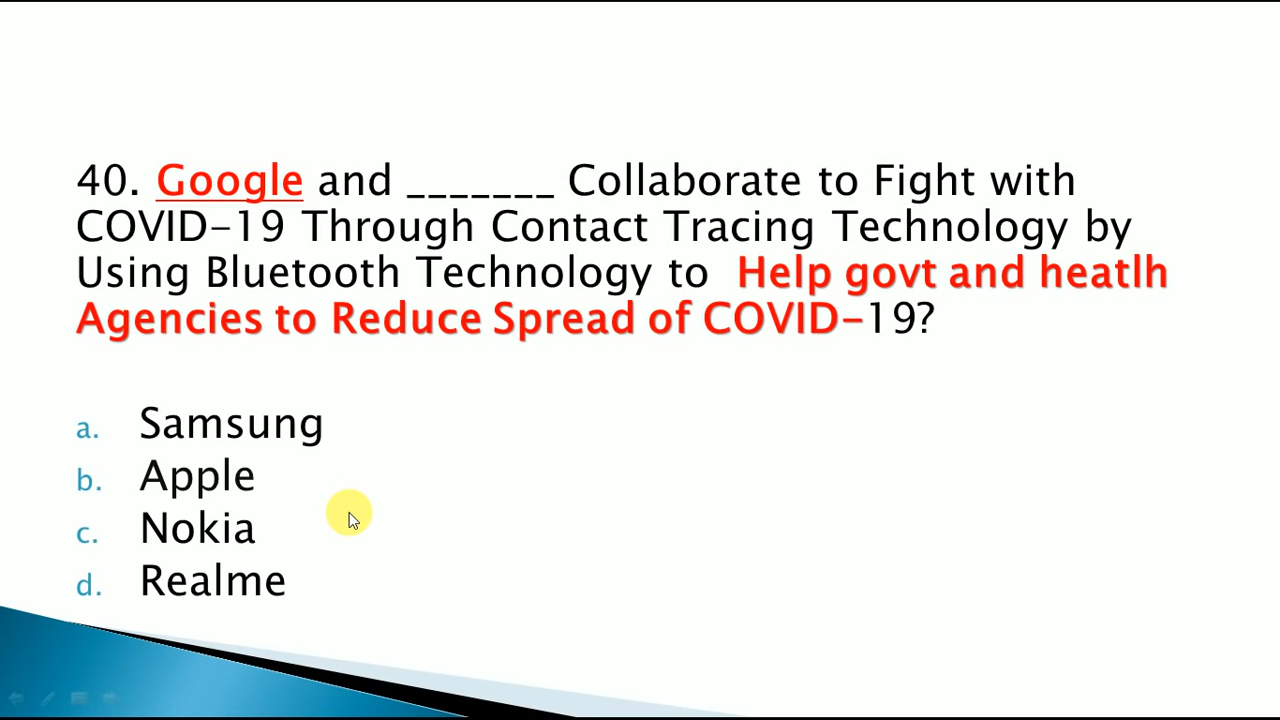 40. Google and _______ Collaborate to Fight with
COVID-19 Through Contact Tracing Technology by
Using Bluetooth Technology to Help govt and heatlh
Agencies to Reduce Spread of COVID-19?
a. Samsung
b. Apple
c. Nokia
d. Realme